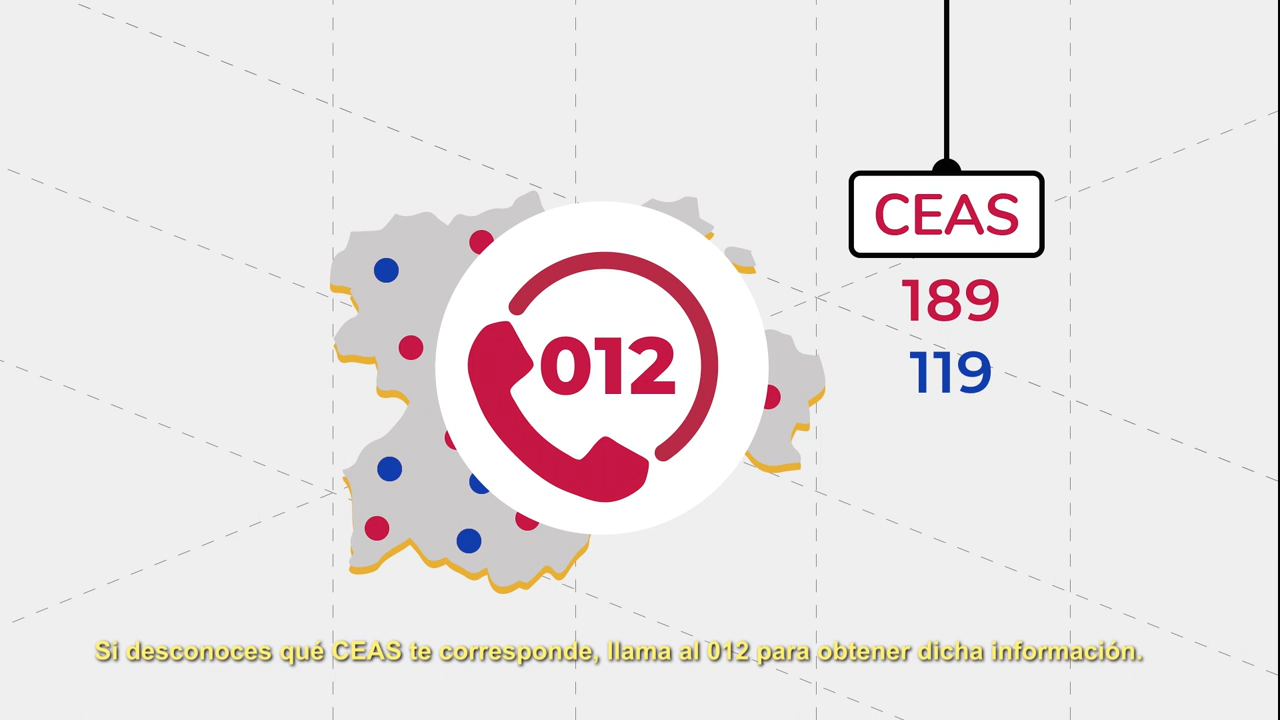 CEAS
189
119
012
Si desconoces qué CEAS te corresponde, llama al 012 para obtener dicha información.